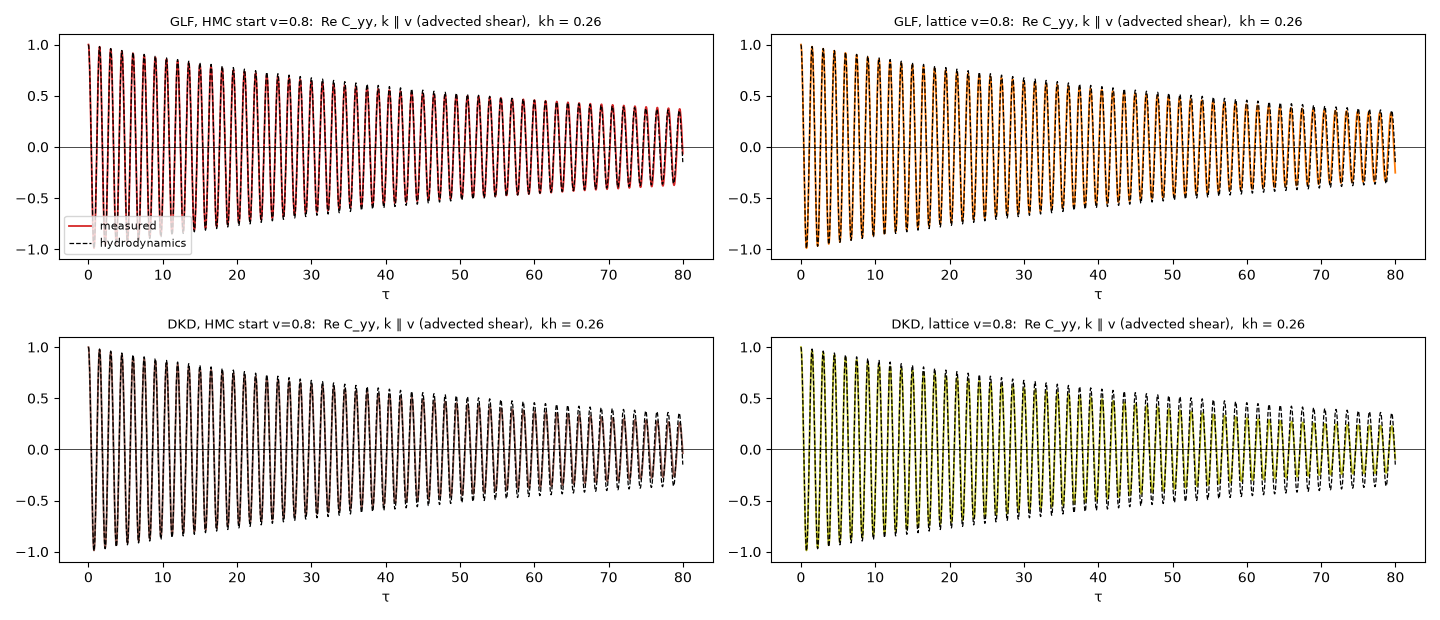 GLF, HMC start v=0.8:  Re C_yy, k ∥ v (advected shear),  kh = 0.26
1.0
0.5
0.0
−0.5
−1.0
measured
hydrodynamics
0 10 20 30 40 50 60 70 80
τ
GLF, lattice v=0.8:  Re C_yy, k ∥ v (advected shear),  kh = 0.26
1.0
0.5
0.0
−0.5
−1.0
0 10 20 30 40 50 60 70 80
τ
DKD, HMC start v=0.8:  Re C_yy, k ∥ v (advected shear),  kh = 0.26
1.0
0.5
0.0
−0.5
−1.0
0 10 20 30 40 50 60 70 80
τ
DKD, lattice v=0.8:  Re C_yy, k ∥ v (advected shear),  kh = 0.26
1.0
0.5
0.0
−0.5
−1.0
0 10 20 30 40 50 60 70 80
τ